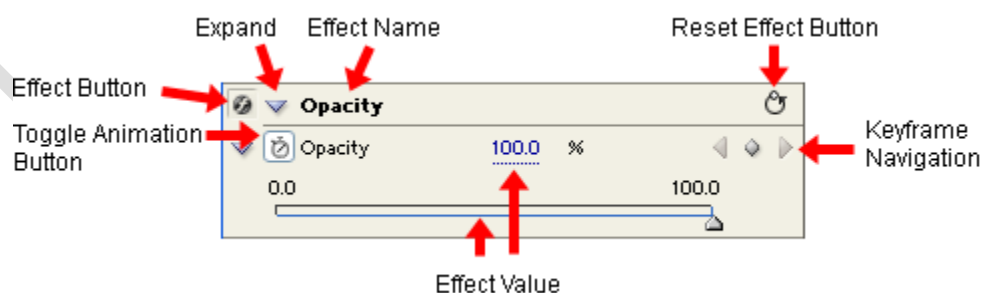 Expand Effect Name Reset Effect Button
Effect Button
Opacity
Toggle Animation
Button
Opacity 100.0 %
Keyframe
Navigation
0.0 100.0
Effect Value